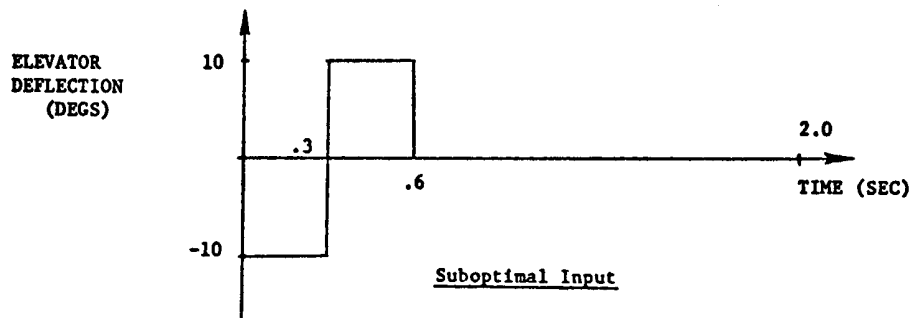 ELEVATOR
DEFLECTION
(DEGS)
10
.3
.6
2.0
TIME (SEC)
-10
Suboptimal Input